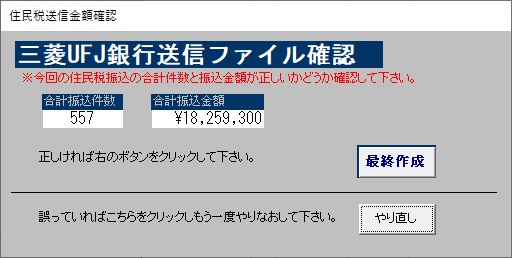 住民税送信金額確認
三菱UFJ銀行送信ファイル確認
※今回の住民税振込の合計件数と振込金額が正しいかどうか確認して下さい。
合計振込件数 合計振込金額
557 ¥18,259,300
正しければ右のボタンをクリックして下さい。 最終作成
誤っていればこちらをクリックしもう一度やりなおして下さい。 やり直し